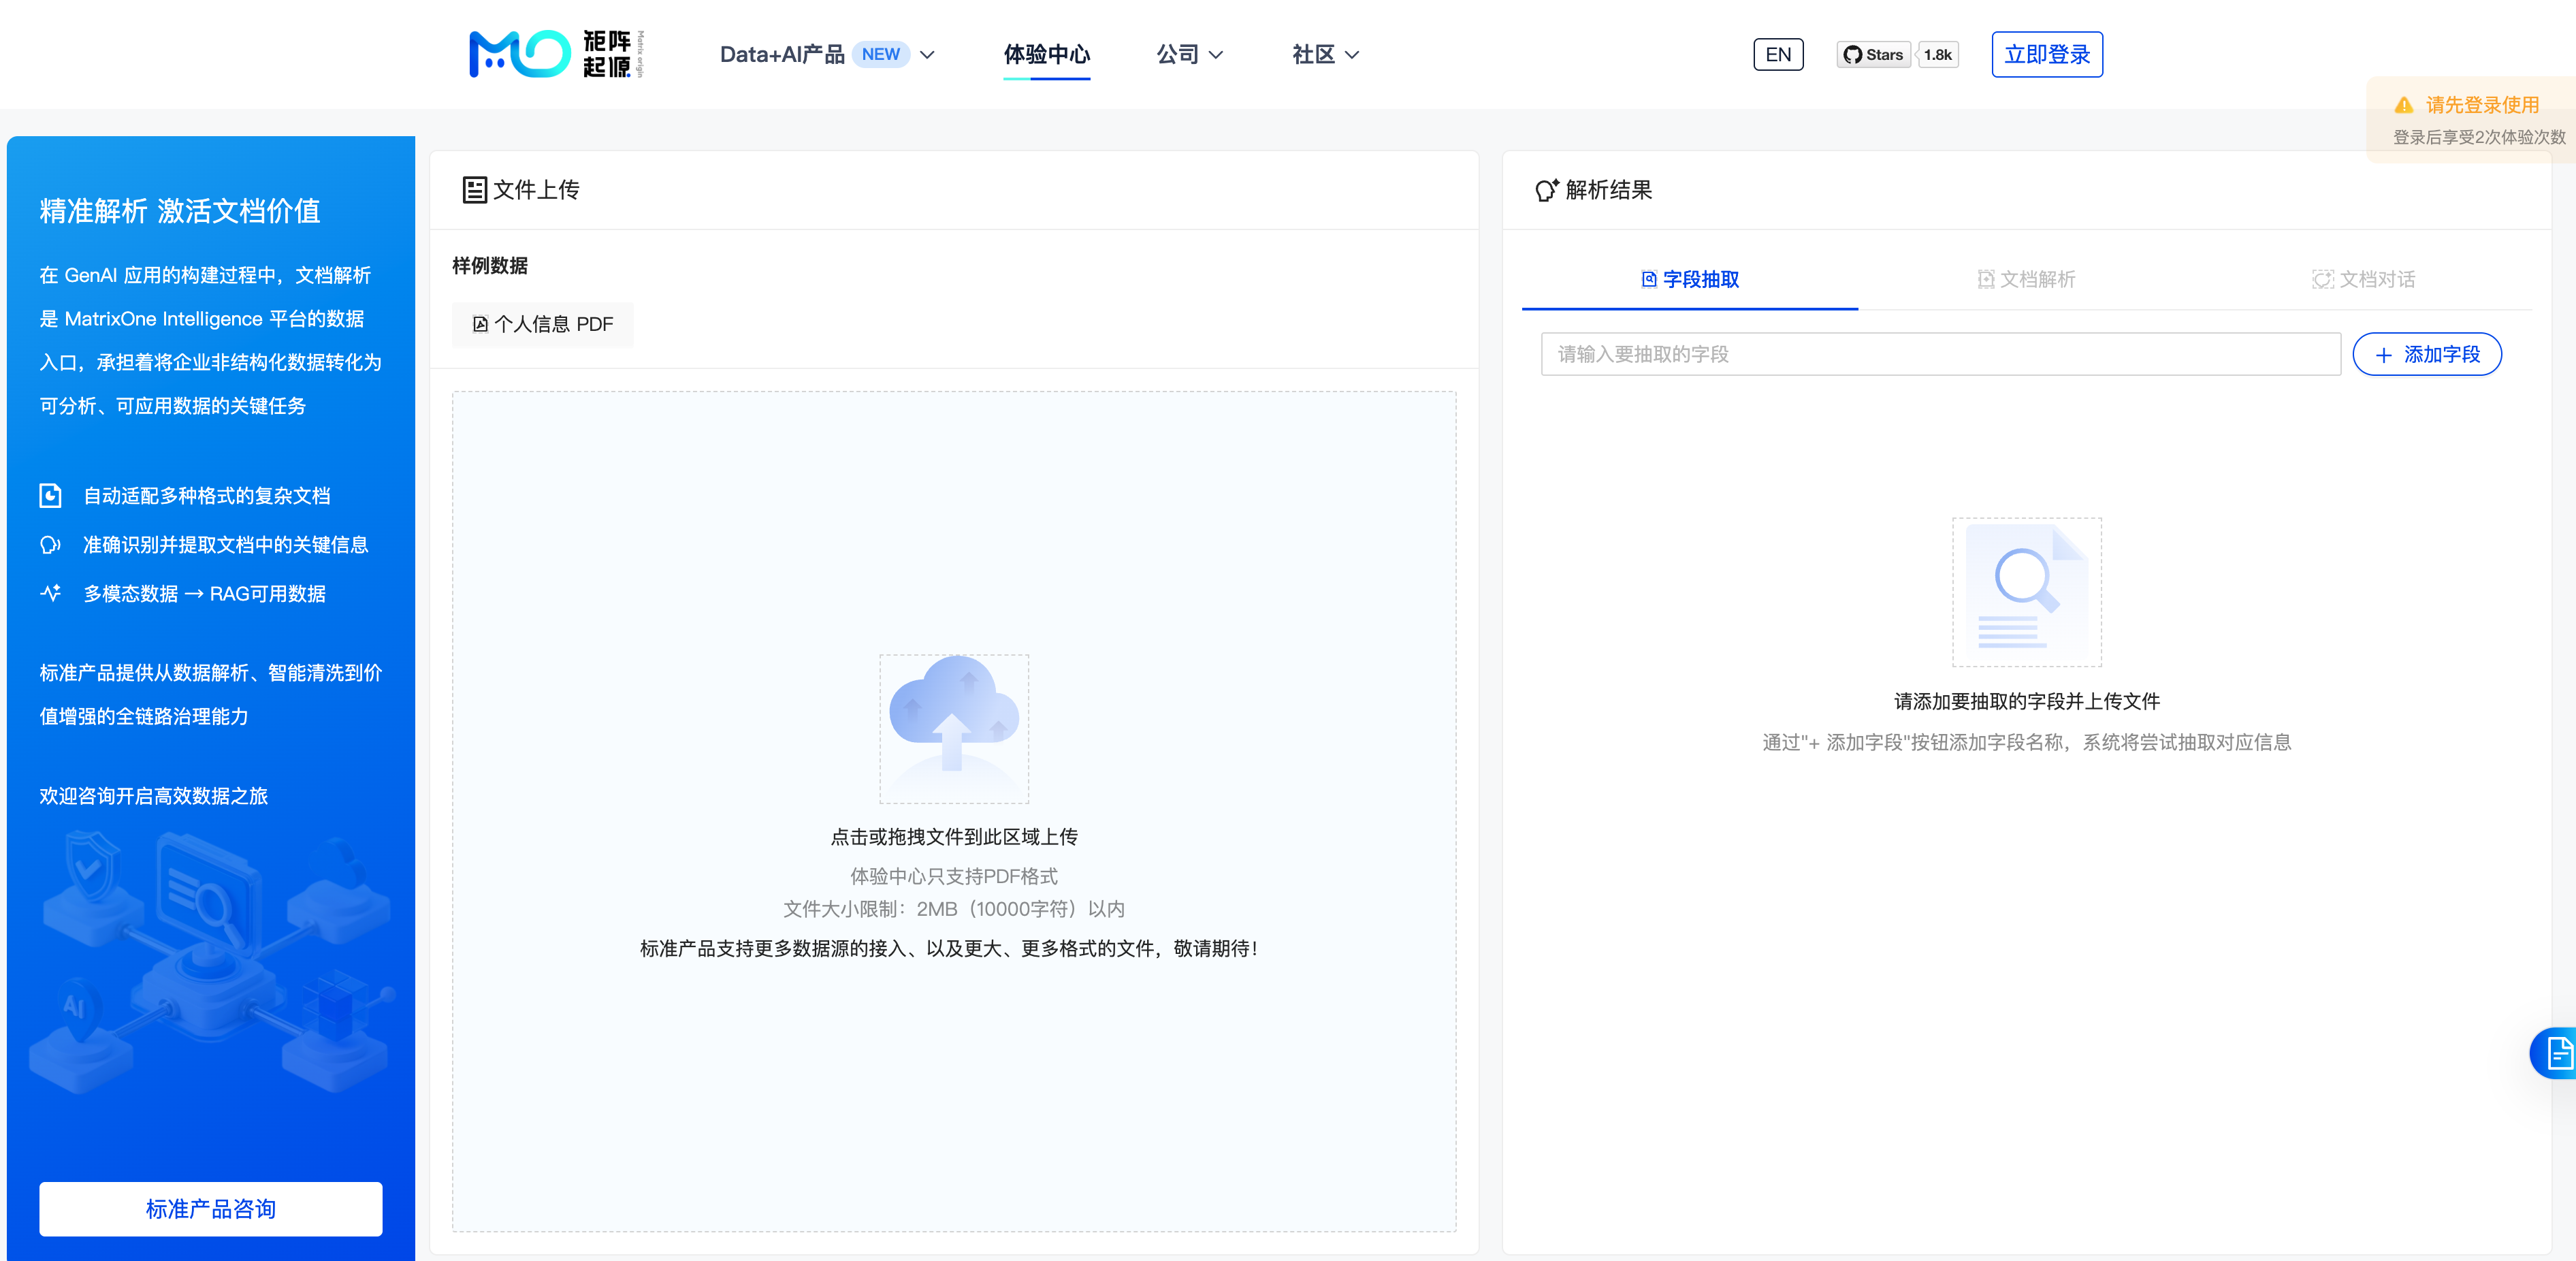 矩阵
起源
Matrix origin
Data+AI产品 NEW
体验中心
公司
社区
EN
Stars
1.8k
立即登录
请先登录使用
登录后享受2次体验次数
精准解析 激活文档价值
在 GenAI 应用的构建过程中，文档解析
是 MatrixOne Intelligence 平台的数据
入口，承担着将企业非结构化数据转化为
可分析、可应用数据的关键任务
自动适配多种格式的复杂文档
准确识别并提取文档中的关键信息
多模态数据 → RAG可用数据
标准产品提供从数据解析、智能清洗到价
值增强的全链路治理能力
欢迎咨询开启高效数据之旅
AI
标准产品咨询
文件上传
样例数据
个人信息 PDF
点击或拖拽文件到此区域上传
体验中心只支持PDF格式
文件大小限制：2MB（10000字符）以内
标准产品支持更多数据源的接入、以及更大、更多格式的文件，敬请期待！
解析结果
字段抽取
文档解析
文档对话
请输入要抽取的字段
+ 添加字段
请添加要抽取的字段并上传文件
通过"+ 添加字段"按钮添加字段名称，系统将尝试抽取对应信息